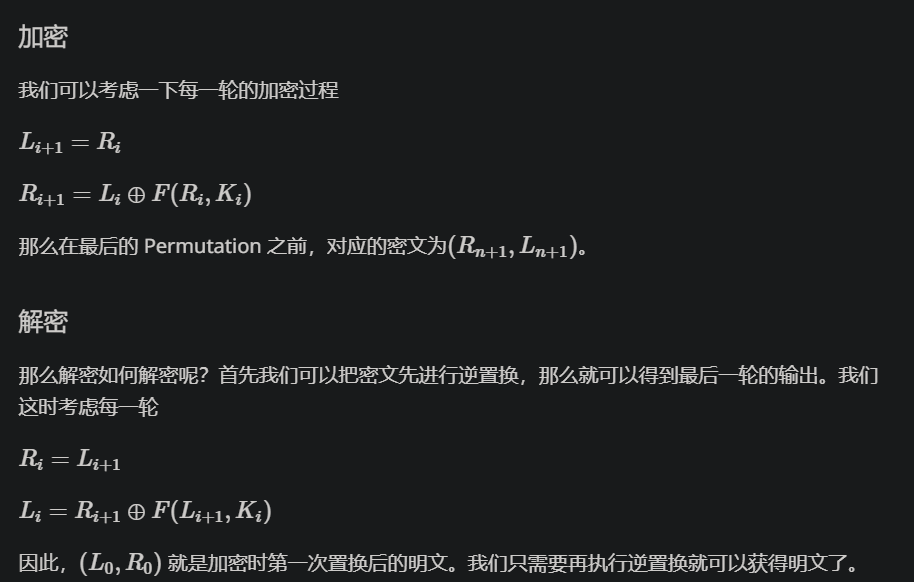 加密
我们可以考虑一下每一轮的加密过程
L_{i+1} = R_i
R_{i+1} = L_i ⊕ F(R_i, K_i)
那么在最后的 Permutation 之前，对应的密文为(R_{n+1}, L_{n+1})。
解密
那么解密如何解密呢？首先我们可以把密文先进行逆置换，那么就可以得到最后一轮的输出。我们
这时考虑每一轮
R_i = L_{i+1}
L_i = R_{i+1} ⊕ F(L_{i+1}, K_i)
因此，(L_0, R_0) 就是加密时第一次置换后的明文。我们只需要再执行逆置换就可以获得明文了。